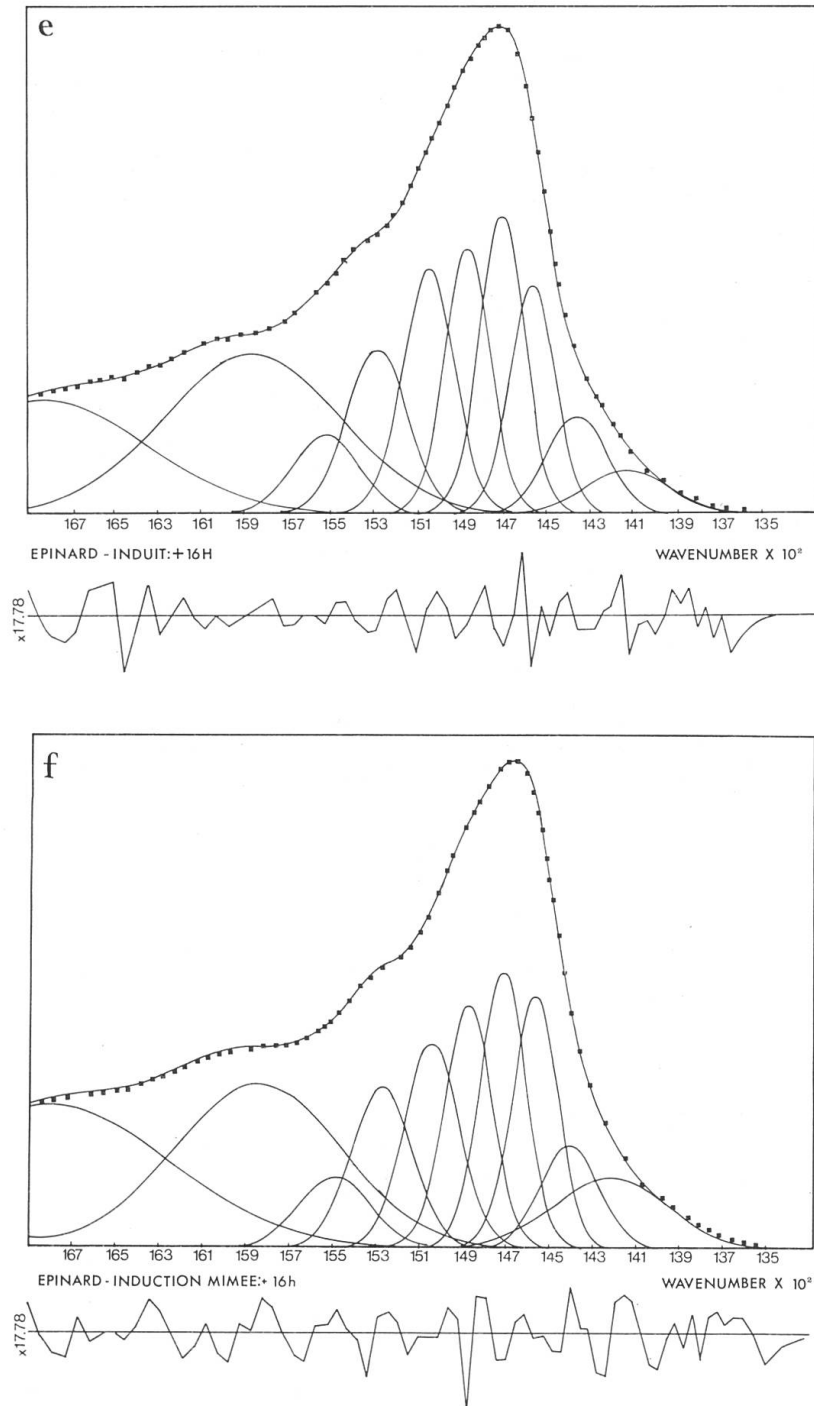 e
167 165 163 161 159 157 155 153 151 149 147 145 143 141 139 137 135
EPINARD - INDUIT:+16H WAVENUMBER X 10²
x17.78
f
167 165 163 161 159 157 155 153 151 149 147 145 143 141 139 137 135
EPINARD - INDUCTION MIMEE:+ 16h WAVENUMBER X 10²
x17.78